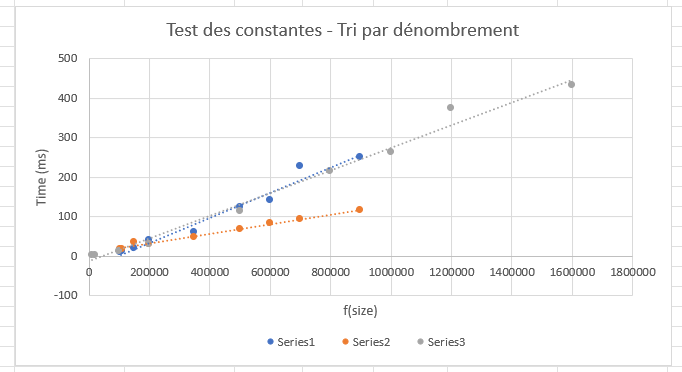 Test des constantes - Tri par dénombrement
500
400
300
200
100
0
-100
Time (ms)
0 200000 400000 600000 800000 1000000 1200000 1400000 1600000 1800000
f(size)
Series1 Series2 Series3